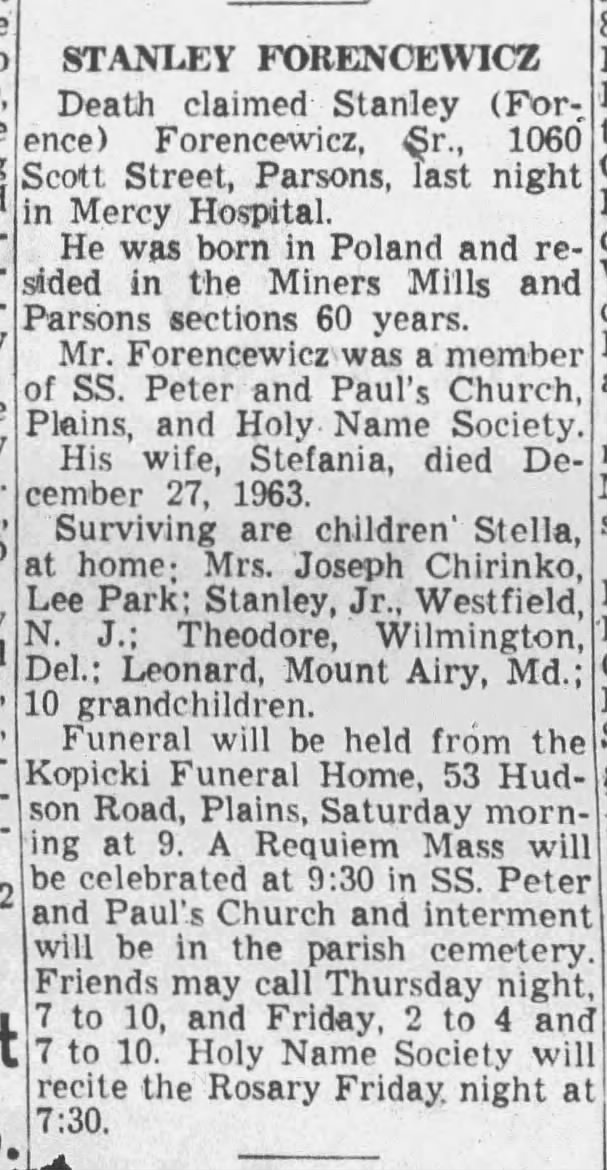 STANLEY FORENCEWICZ
Death claimed Stanley (For-
ence) Forencewicz, Sr., 1060
Scott Street, Parsons, last night
in Mercy Hospital.
He was born in Poland and re-
sided in the Miners Mills and
Parsons sections 60 years.
Mr. Forencewicz was a member
of SS. Peter and Paul's Church,
Plains, and Holy Name Society.
His wife, Stefania, died De-
cember 27, 1963.
Surviving are children' Stella,
at home; Mrs. Joseph Chirinko,
Lee Park; Stanley, Jr., Westfield,
N. J.; Theodore, Wilmington,
Del.; Leonard, Mount Airy, Md.;
10 grandchildren.
Funeral will be held from the
Kopicki Funeral Home, 53 Hud-
son Road, Plains, Saturday morn-
ing at 9. A Requiem Mass will
be celebrated at 9:30 in SS. Peter
and Paul's Church and interment
will be in the parish cemetery.
Friends may call Thursday night,
7 to 10, and Friday, 2 to 4 and
7 to 10. Holy Name Society will
recite the Rosary Friday night at
7:30.